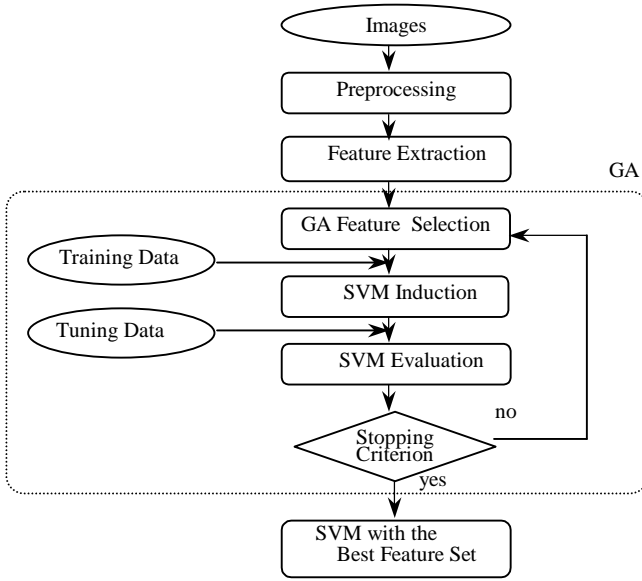 Images
Preprocessing
Feature Extraction
GA
GA Feature Selection
Training Data
SVM Induction
Tuning Data
SVM Evaluation
no
Stopping
Criterion
yes
SVM with the
Best Feature Set